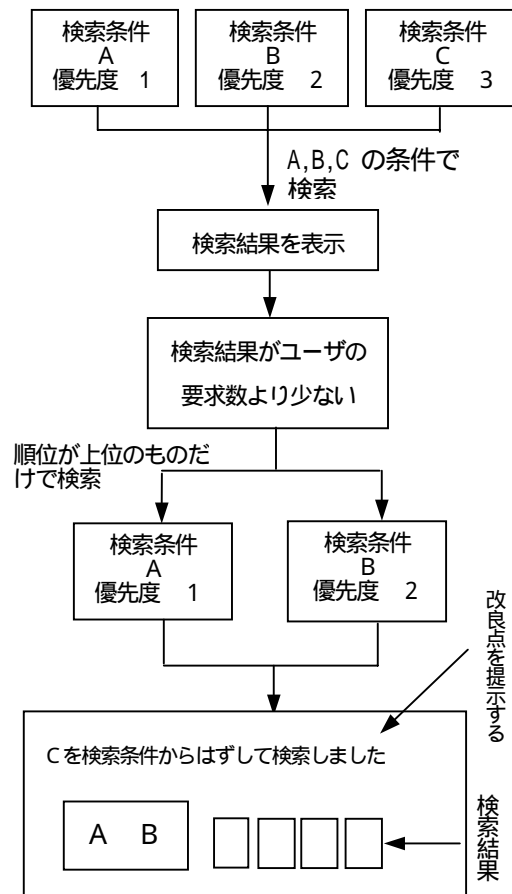 検索条件
A
優先度 1
検索条件
B
優先度 2
検索条件
C
優先度 3
A,B,C の条件で
検索
検索結果を表示
検索結果がユーザの
要求数より少ない
順位が上位のものだ
けで検索
検索条件
A
優先度 1
検索条件
B
優先度 2
改良点を提示する
Cを検索条件からはずして検索しました
A B
検索結果